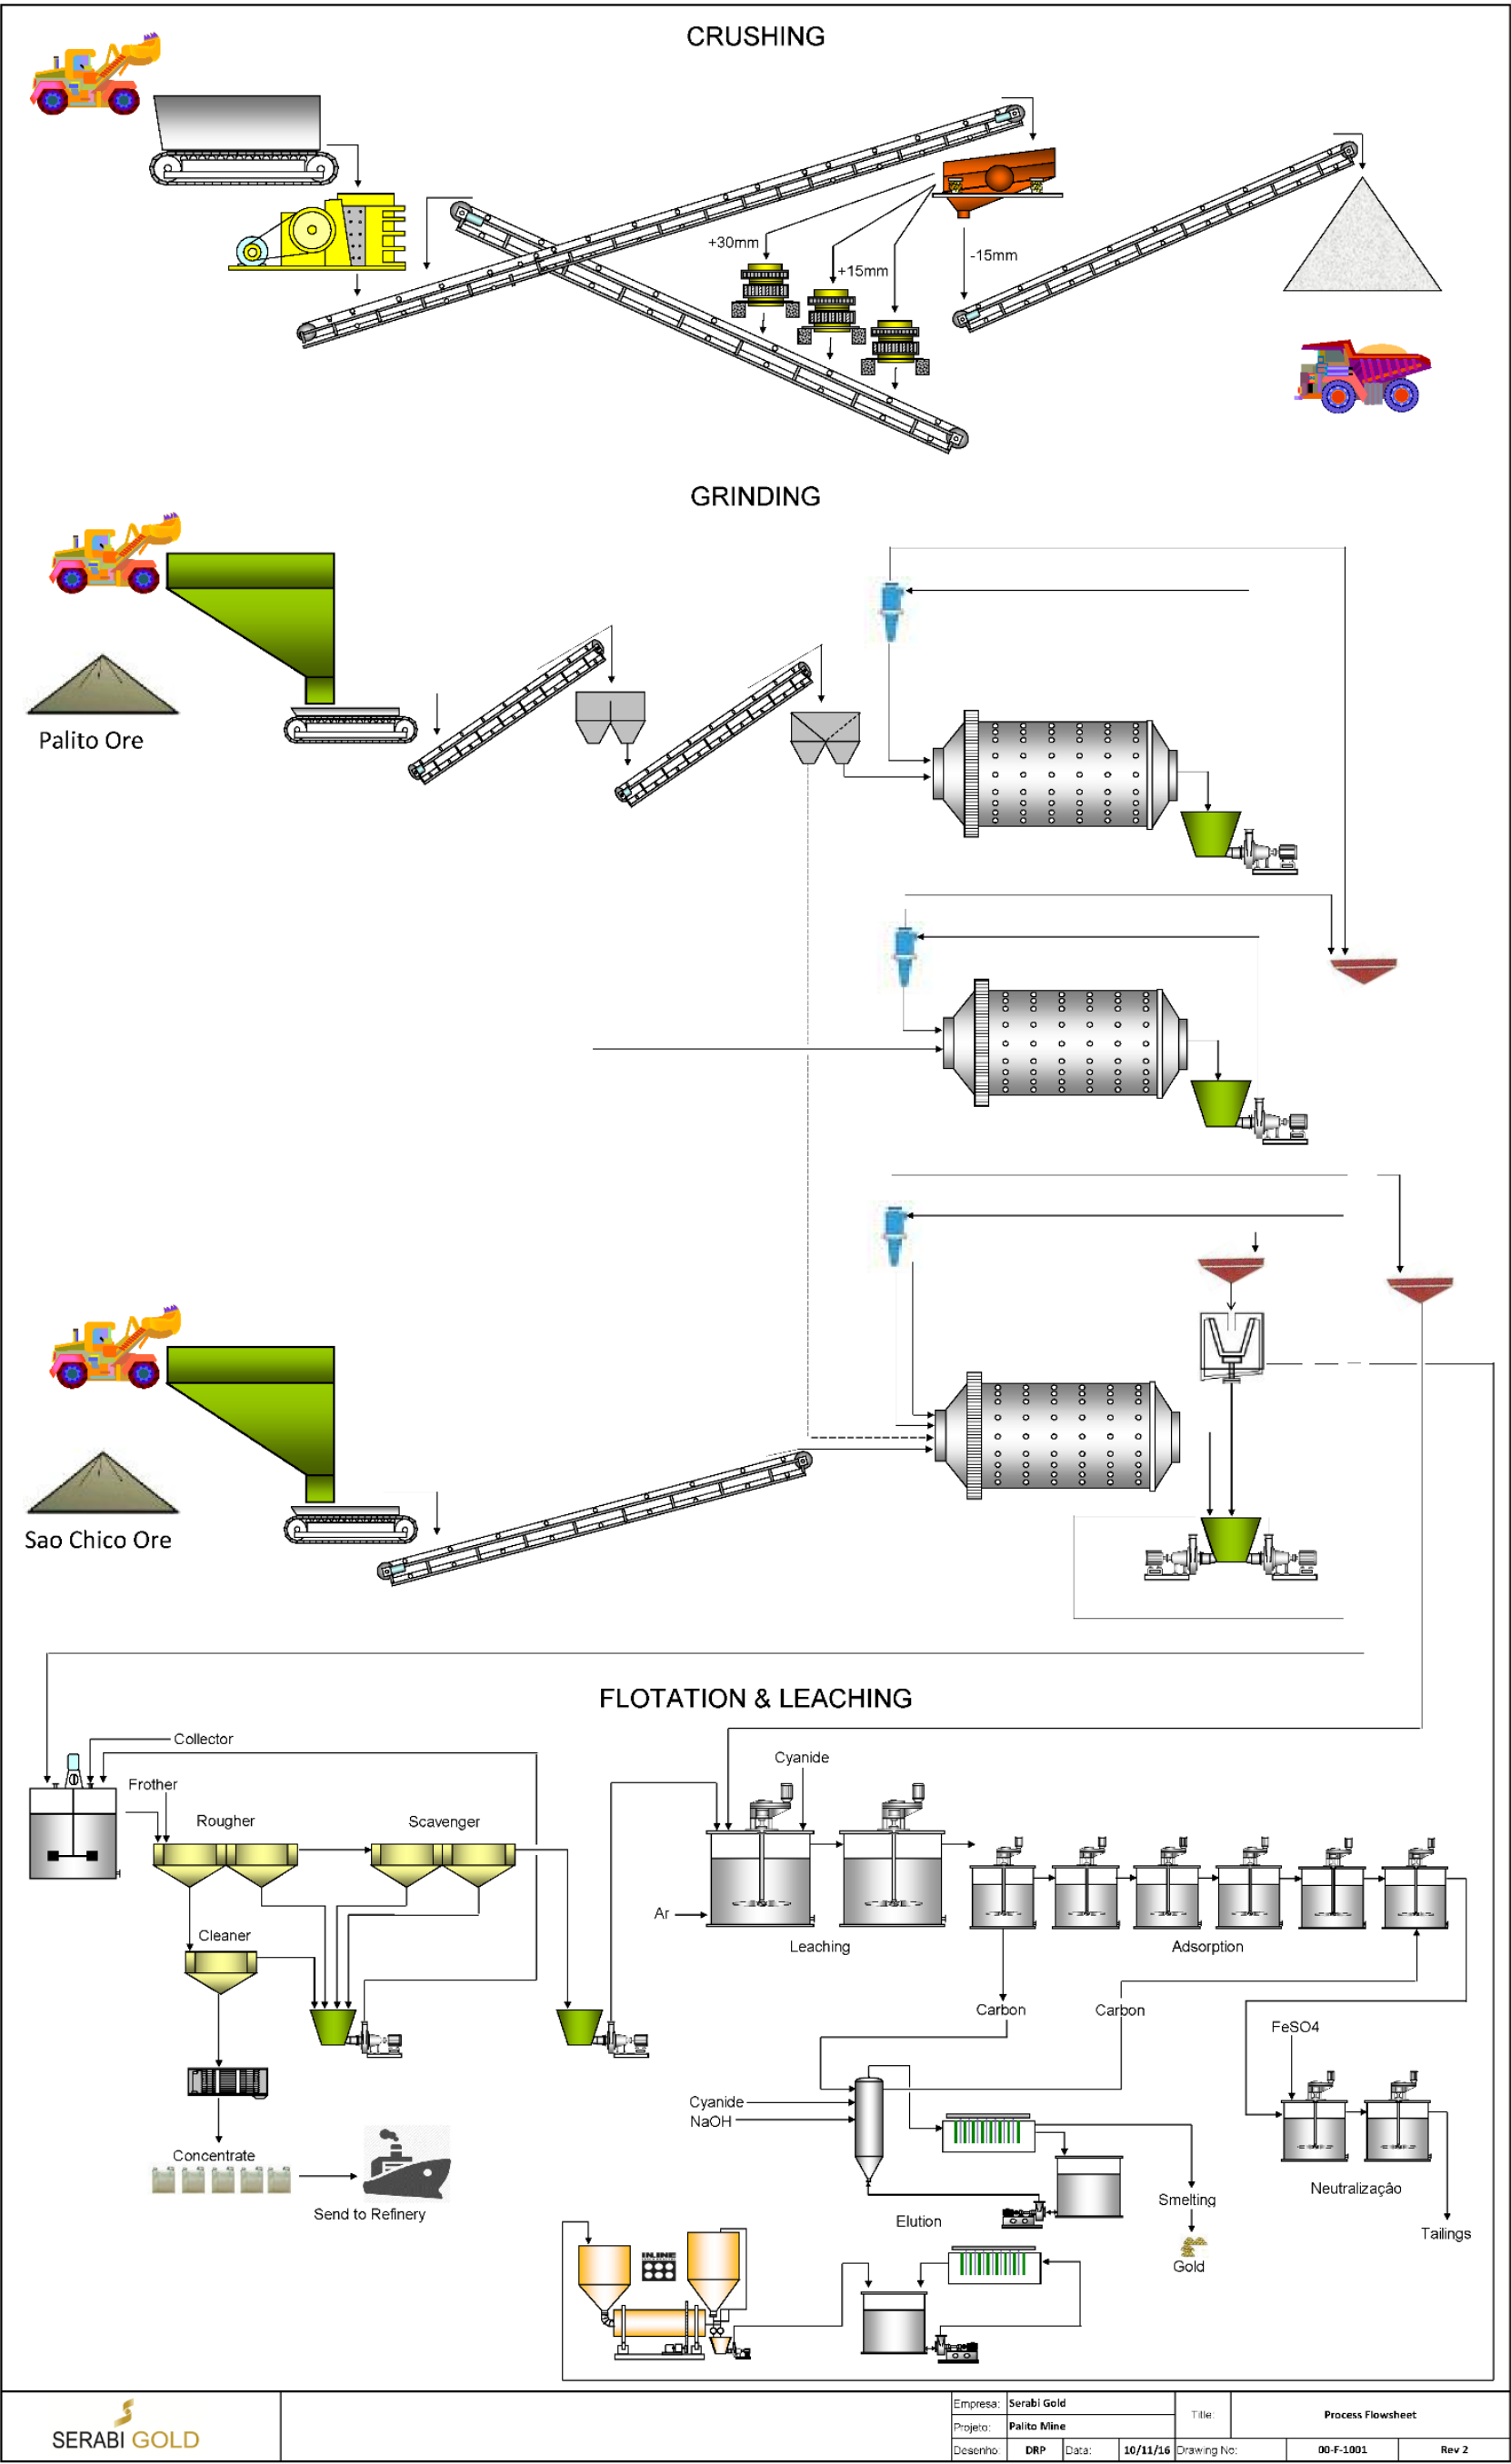 CRUSHING
+30mm
+15mm
-15mm
GRINDING
Palito Ore
Sao Chico Ore
FLOTATION & LEACHING
Collector
Frother
Rougher
Scavenger
Cleaner
Concentrate
Send to Refinery
Cyanide
Ar
Leaching
Adsorption
Carbon
Carbon
FeSO4
Cyanide
NaOH
Elution
Smelting
Gold
Neutralização
Tailings
INLINE
SERABI GOLD
Empresa: Serabi Gold
Projeto: Palito Mine
Desenho: DRP Data: 10/11/16
Title: Process Flowsheet
Drawing No: 00-F-1001 Rev 2